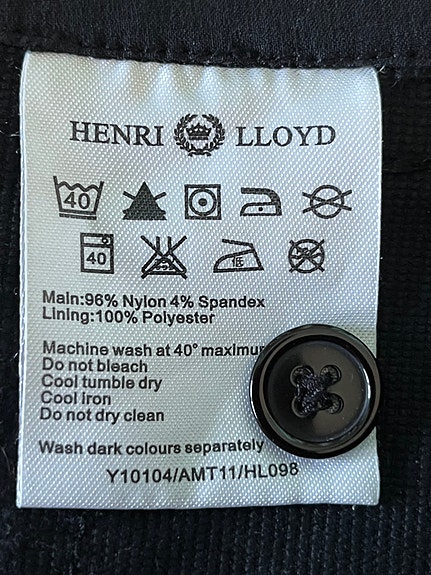 HENRI LLOYD
40
40 低
Main:96% Nylon 4% Spandex
Lining:100% Polyester
Machine wash at 40° maximum
Do not bleach
Cool tumble dry
Cool Iron
Do not dry clean
Wash dark colours separately
Y10104/AMT11/HL098